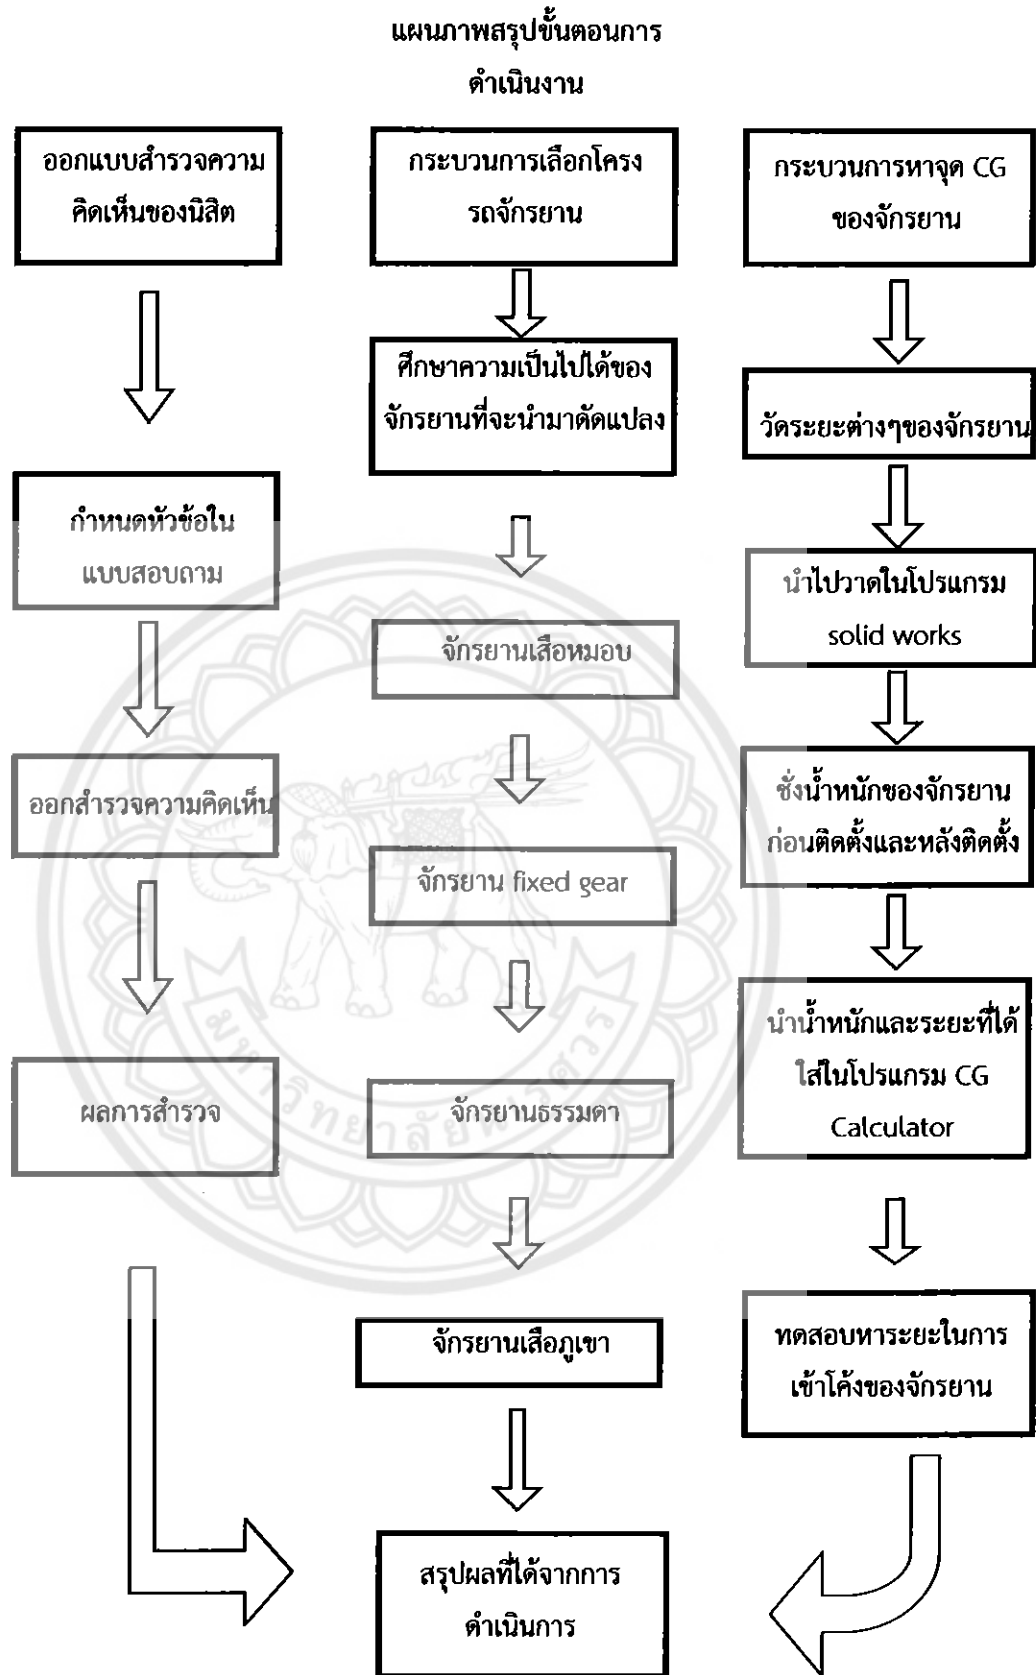 แผนภาพสรุปขั้นตอนการ
ดำเนินงาน
ออกแบบสำรวจความ
คิดเห็นของนิสิต
กำหนดหัวข้อใน
แบบสอบถาม
ออกสำรวจความคิดเห็น
ผลการสำรวจ
กระบวนการเลือกโครง
รถจักรยาน
ศึกษาความเป็นไปได้ของ
จักรยานที่จะนำมาดัดแปลง
จักรยานเสือหมอบ
จักรยาน fixed gear
จักรยานธรรมดา
จักรยานเสือภูเขา
กระบวนการหาจุด CG
ของจักรยาน
วัดระยะต่างๆของจักรยาน
นำไปวาดในโปรแกรม
solid works
ชั่งน้ำหนักของจักรยาน
ก่อนติดตั้งและหลังติดตั้ง
นำน้ำหนักและระยะที่ได้
ใส่ในโปรแกรม CG
Calculator
ทดสอบหาระยะในการ
เข้าโค้งของจักรยาน
สรุปผลที่ได้จากการ
ดำเนินการ
มหาวิทยาลัยนเรศวร